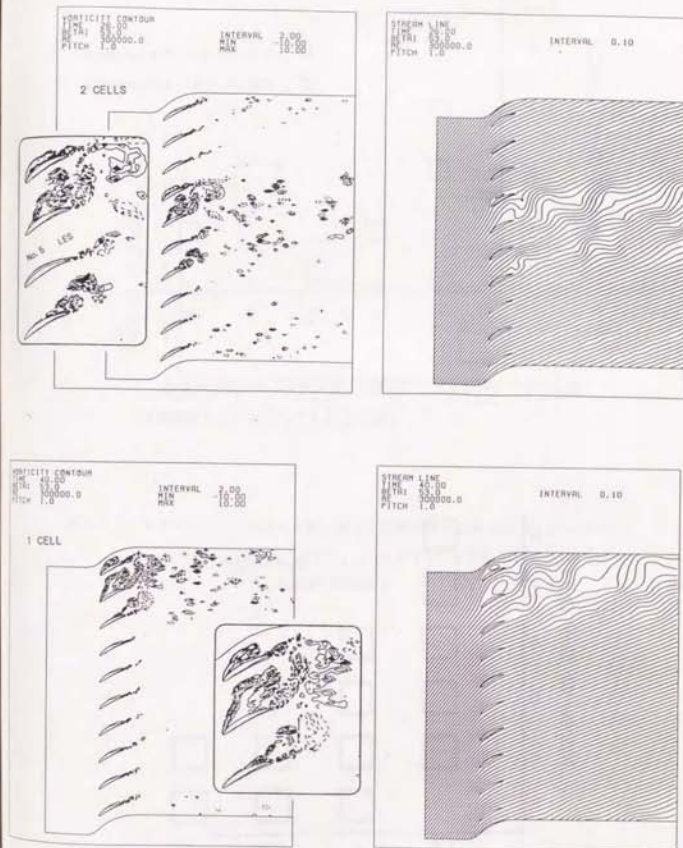 VORTICITY CONTOUR
TIME 26.00
BETA1 53.0
RE 300000.0
PITCH 1.0
INTERVAL 2.00
MIN -10.00
MAX 10.00
2 CELLS
No. 5 LES
STREAM LINE
TIME 26.00
BETA1 53.0
RE 300000.0
PITCH 1.0
INTERVAL 0.10
VORTICITY CONTOUR
TIME 40.00
BETA1 53.0
RE 300000.0
PITCH 1.0
INTERVAL 2.00
MIN -10.00
MAX 10.00
1 CELL
STREAM LINE
TIME 40.00
BETA1 53.0
RE 300000.0
PITCH 1.0
INTERVAL 0.10